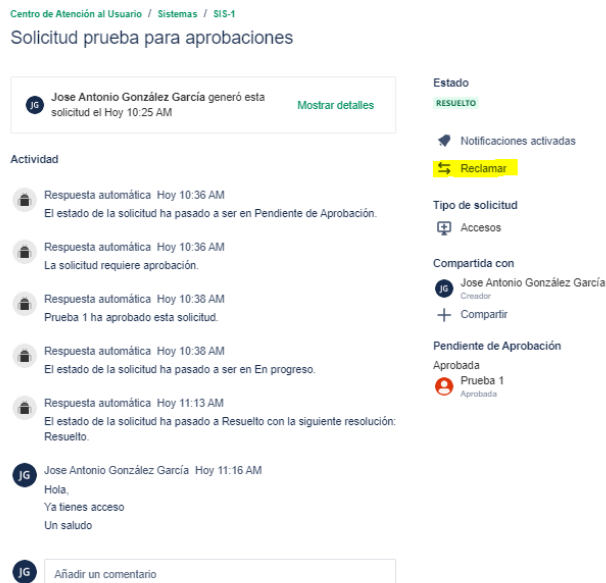 Centro de Atención al Usuario / Sistemas / SIS-1
Solicitud prueba para aprobaciones
JG
Jose Antonio González García generó esta
solicitud el Hoy 10:25 AM
Mostrar detalles
Actividad
Respuesta automática Hoy 10:36 AM
El estado de la solicitud ha pasado a ser en Pendiente de Aprobación.
Respuesta automática Hoy 10:36 AM
La solicitud requiere aprobación.
Respuesta automática Hoy 10:38 AM
Prueba 1 ha aprobado esta solicitud.
Respuesta automática Hoy 10:38 AM
El estado de la solicitud ha pasado a ser en En progreso.
Respuesta automática Hoy 11:13 AM
El estado de la solicitud ha pasado a Resuelto con la siguiente resolución:
Resuelto.
JG
Jose Antonio González García Hoy 11:16 AM
Hola,
Ya tienes acceso
Un saludo
JG
Añadir un comentario
Estado
RESUELTO
Notificaciones activadas
Reclamar
Tipo de solicitud
Accesos
Compartida con
JG
Jose Antonio González García
Creador
Compartir
Pendiente de Aprobación
Aprobada
Prueba 1
Aprobada